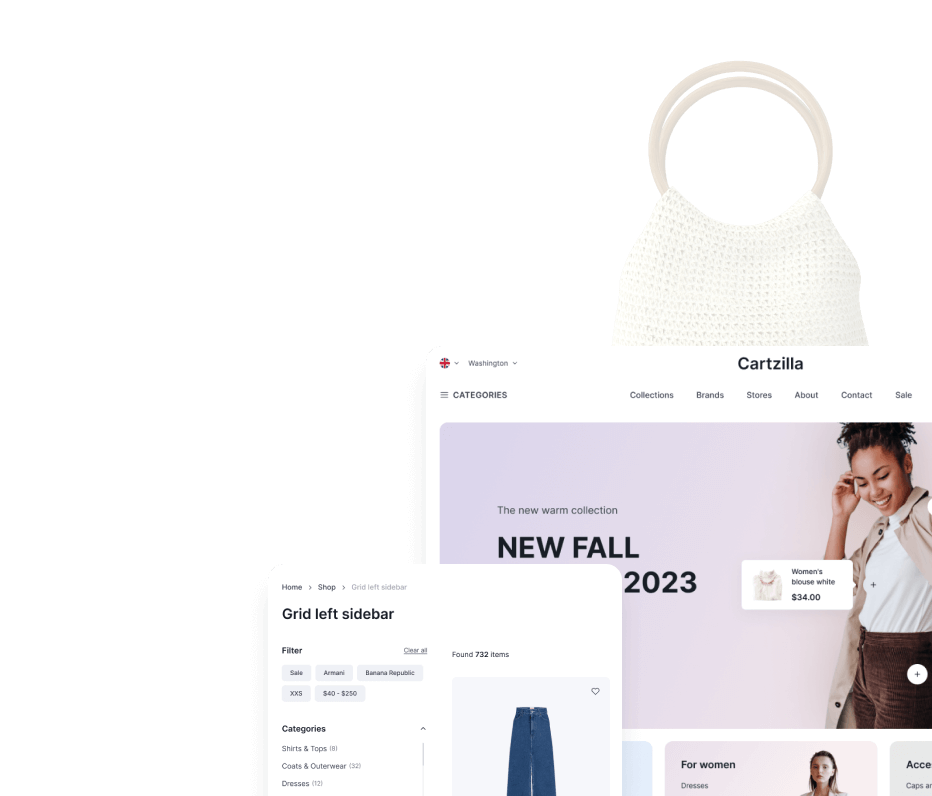 Washington
Cartzilla
CATEGORIES
Collections
Brands
Stores
About
Contact
Sale
The new warm collection
NEW FALL
2023
Women's
blouse white
$34.00
Home
Shop
Grid left sidebar
Grid left sidebar
Filter
Clear all
Sale
Armani
Banana Republic
XXS
$40 - $250
Categories
Shirts & Tops (8)
Coats & Outerwear (32)
Dresses (12)
Found 732 items
For women
Dresses